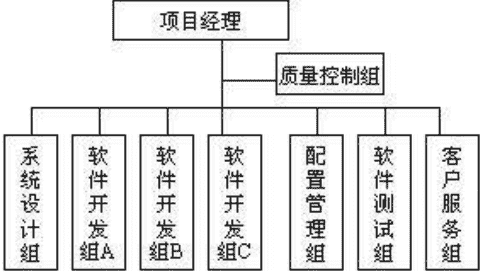 项目经理
质量控制组
系统设计组
软件开发组A
软件开发组B
软件开发组C
配置管理组
软件测试组
客户服务组